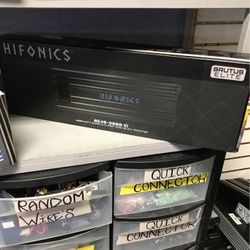 HIFONICS
BRUTUS
ELITE
HIFONICS
RANDOM
WIRES
QUICK
CONNECTOR
QUICK
CONNECTOR